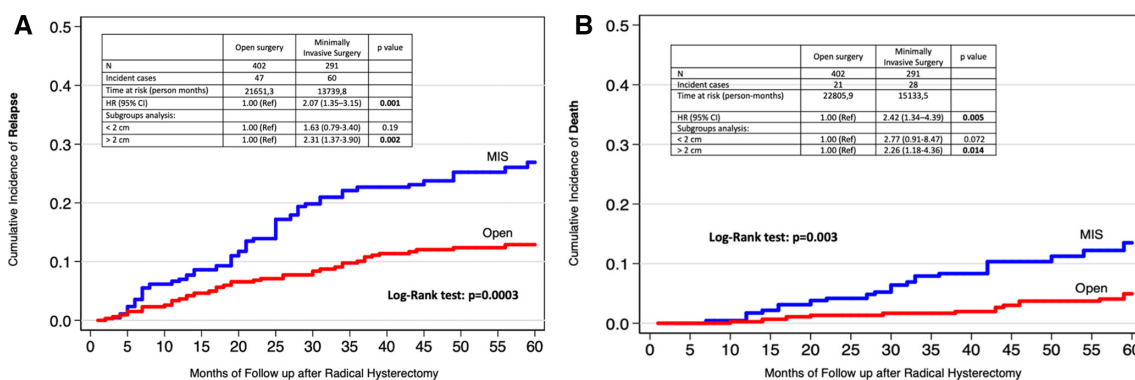 A
Cumulative Incidence of Relapse
0.5
0.4
0.3
0.2
0.1
0.0
Open surgery Minimally Invasive Surgery p value
N 402 291
Incident cases 47 60
Time at risk (person months) 21651,3 13739,8
HR (95% CI) 1.00 (Ref) 2.07 (1.35–3.15) 0.001
Subgroups analysis:
< 2 cm 1.00 (Ref) 1.63 (0.79-3.40) 0.19
> 2 cm 1.00 (Ref) 2.31 (1.37-3.90) 0.002
MIS
Open
Log-Rank test: p=0.0003
0 5 10 15 20 25 30 35 40 45 50 55 60
Months of Follow up after Radical Hysterectomy
B
Cumulative Incidence of Death
0.5
0.4
0.3
0.2
0.1
0.0
Open surgery Minimally Invasive Surgery p value
N 402 291
Incident cases 21 28
Time at risk (person-months) 22805,9 15133,5
HR (95% CI) 1.00 (Ref) 2.42 (1.34–4.39) 0.005
Subgroups analysis:
< 2 cm 1.00 (Ref) 2.77 (0.91-8.47) 0.072
> 2 cm 1.00 (Ref) 2.26 (1.18-4.36) 0.014
Log-Rank test: p=0.003
MIS
Open
0 5 10 15 20 25 30 35 40 45 50 55 60
Months of Follow up after Radical Hysterectomy